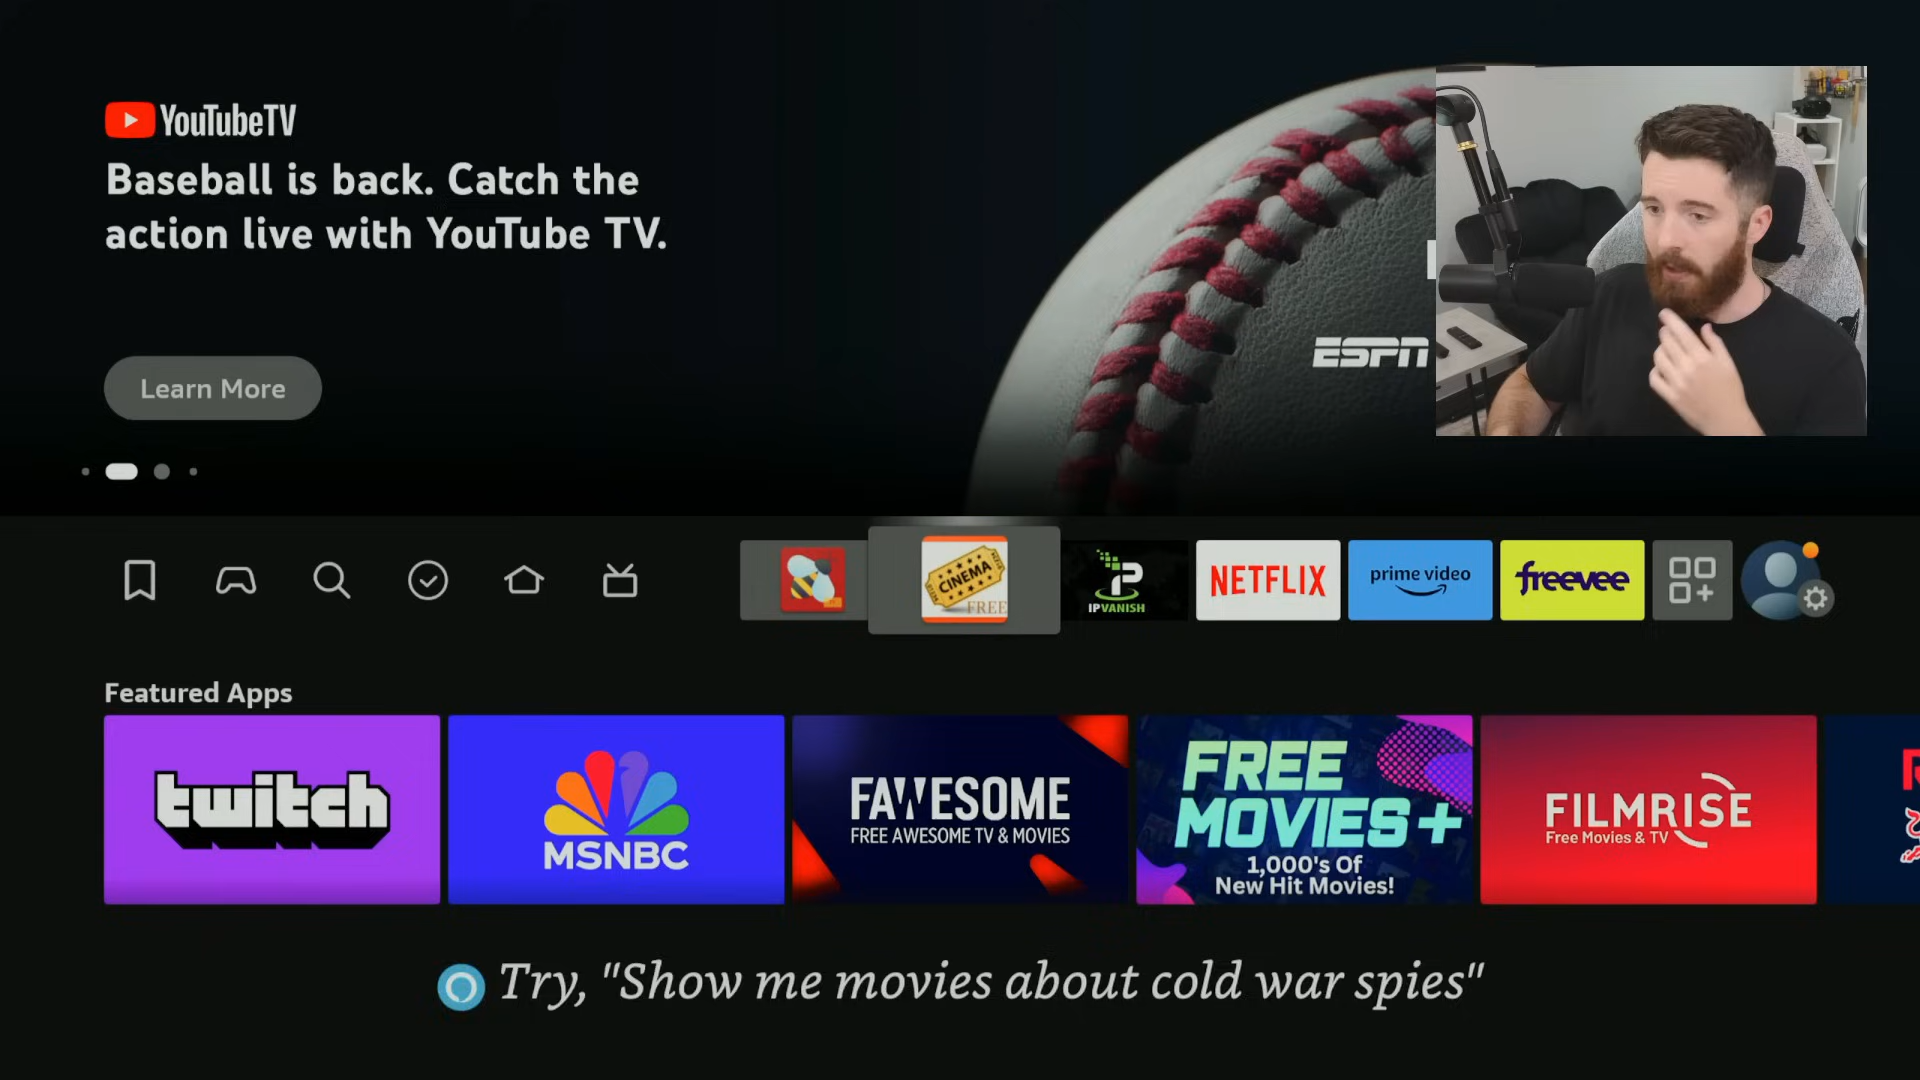 YouTubeTV
Baseball is back. Catch the
action live with YouTube TV.
ESPN
Learn More
CINEMA
FREE
IPVANISH
NETFLIX
prime video
freevee
Featured Apps
twitch
MSNBC
FAWESOME
FREE AWESOME TV & MOVIES
FREE
MOVIES+
1,000's Of
New Hit Movies!
FILMRISE
Free Movies & TV
Try, "Show me movies about cold war spies"